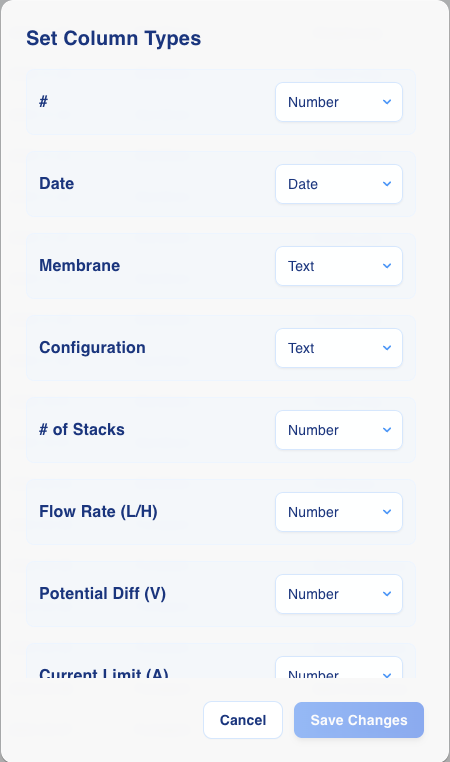 Set Column Types
# Number
Date Date
Membrane Text
Configuration Text
# of Stacks Number
Flow Rate (L/H) Number
Potential Diff (V) Number
Current Limit (A) Number
Cancel Save Changes